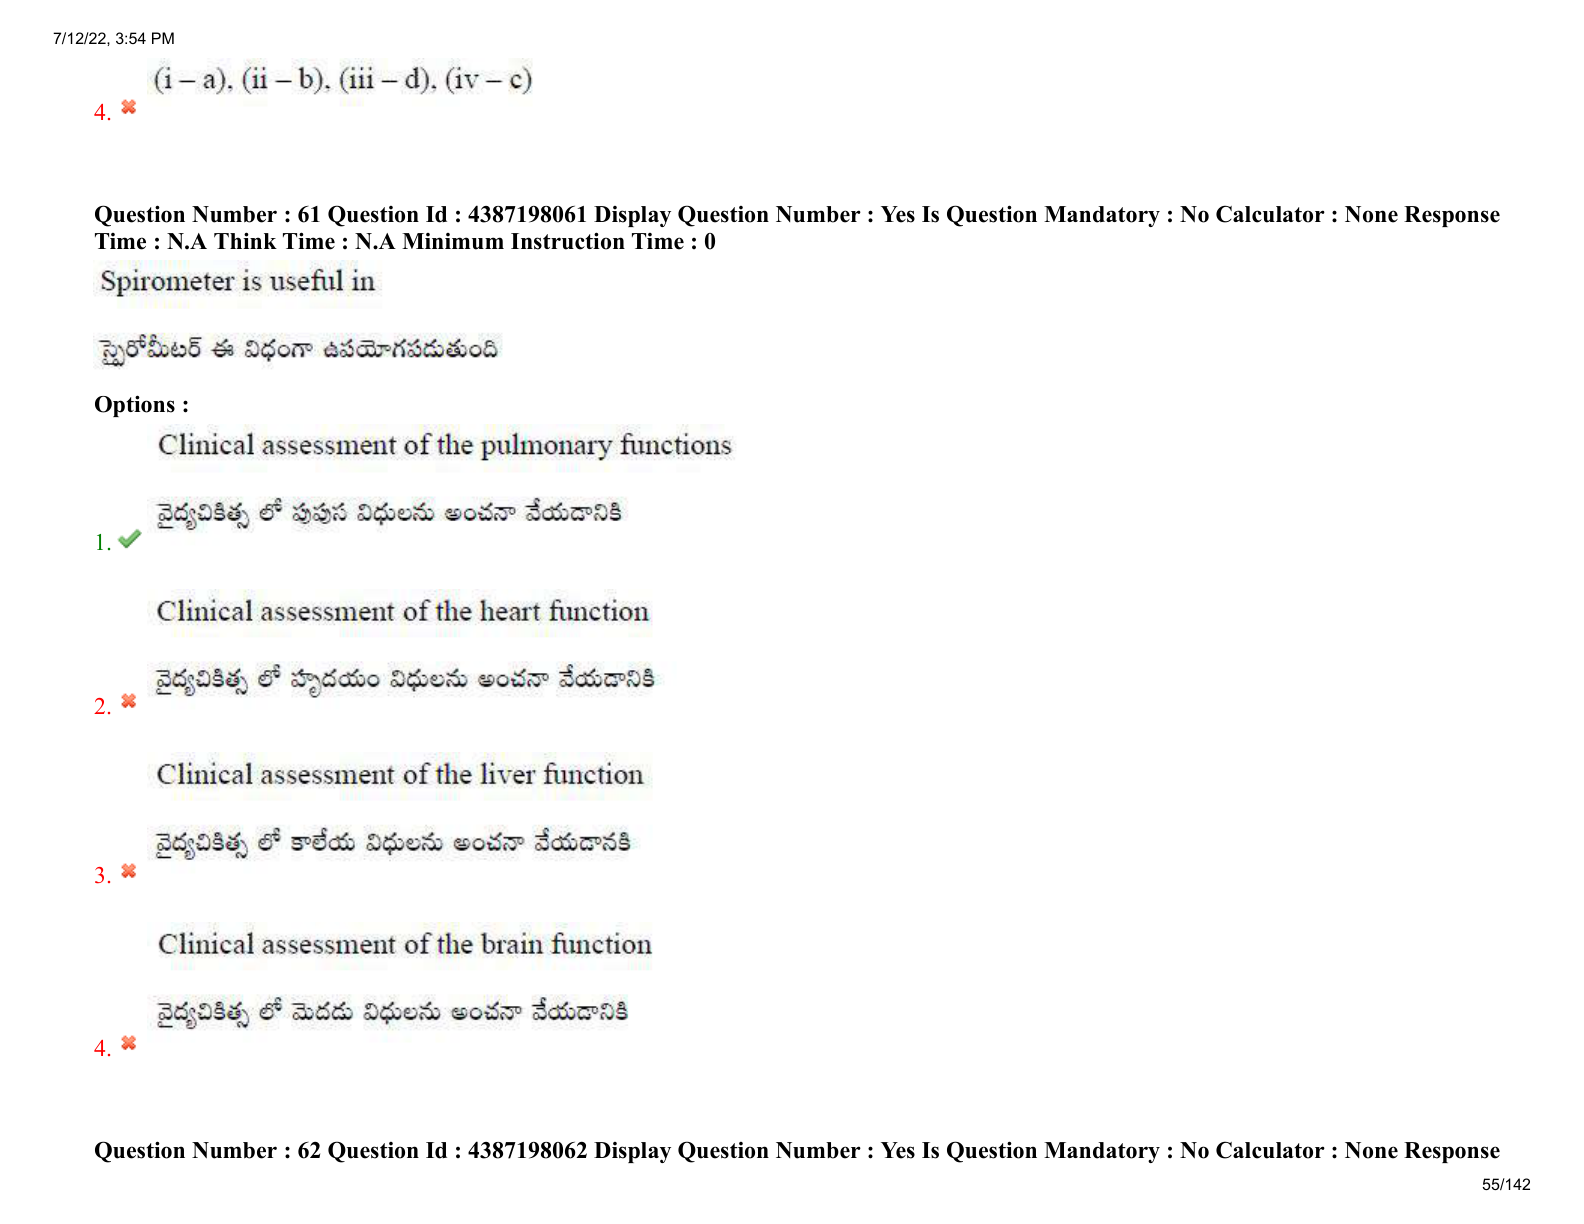 7/12/22, 3:54 PM
(i – a), (ii – b), (iii – d), (iv – c)
4.
Question Number : 61 Question Id : 4387198061 Display Question Number : Yes Is Question Mandatory : No Calculator : None Response
Time : N.A Think Time : N.A Minimum Instruction Time : 0
Spirometer is useful in
స్పైరోమీటర్ ఈ విధంగా ఉపయోగపడుతుంది
Options :
Clinical assessment of the pulmonary functions
వైద్యచికిత్స లో పుపుస విధులను అంచనా వేయడానికి
1.
Clinical assessment of the heart function
వైద్యచికిత్స లో హృదయం విధులను అంచనా వేయడానికి
2.
Clinical assessment of the liver function
వైద్యచికిత్స లో కాలేయ విధులను అంచనా వేయడానకి
3.
Clinical assessment of the brain function
వైద్యచికిత్స లో మెదడు విధులను అంచనా వేయడానికి
4.
Question Number : 62 Question Id : 4387198062 Display Question Number : Yes Is Question Mandatory : No Calculator : None Response
55/142